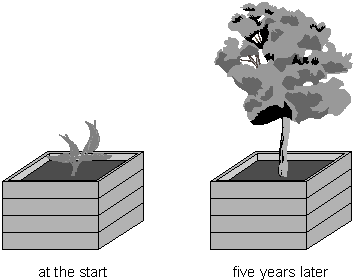 at the start
five years later